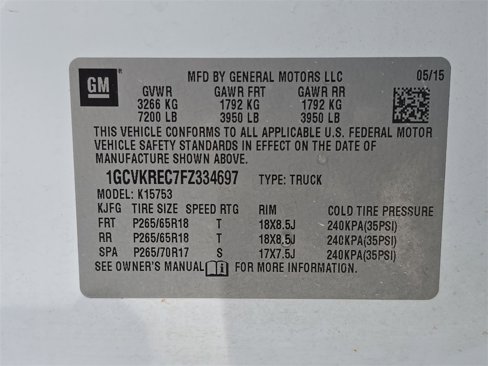 GM ® MFD BY GENERAL MOTORS LLC 05/15
GVWR GAWR FRT GAWR RR
3266 KG 1792 KG 1792 KG
7200 LB 3950 LB 3950 LB
THIS VEHICLE CONFORMS TO ALL APPLICABLE U.S. FEDERAL MOTOR
VEHICLE SAFETY STANDARDS IN EFFECT ON THE DATE OF
MANUFACTURE SHOWN ABOVE.
1GCVKREC7FZ334697 TYPE: TRUCK
MODEL: K15753
KJFG TIRE SIZE SPEED RTG RIM COLD TIRE PRESSURE
FRT P265/65R18 T 18X8.5J 240KPA(35PSI)
RR P265/65R18 T 18X8.5J 240KPA(35PSI)
SPA P265/70R17 S 17X7.5J 240KPA(35PSI)
SEE OWNER'S MANUAL FOR MORE INFORMATION.